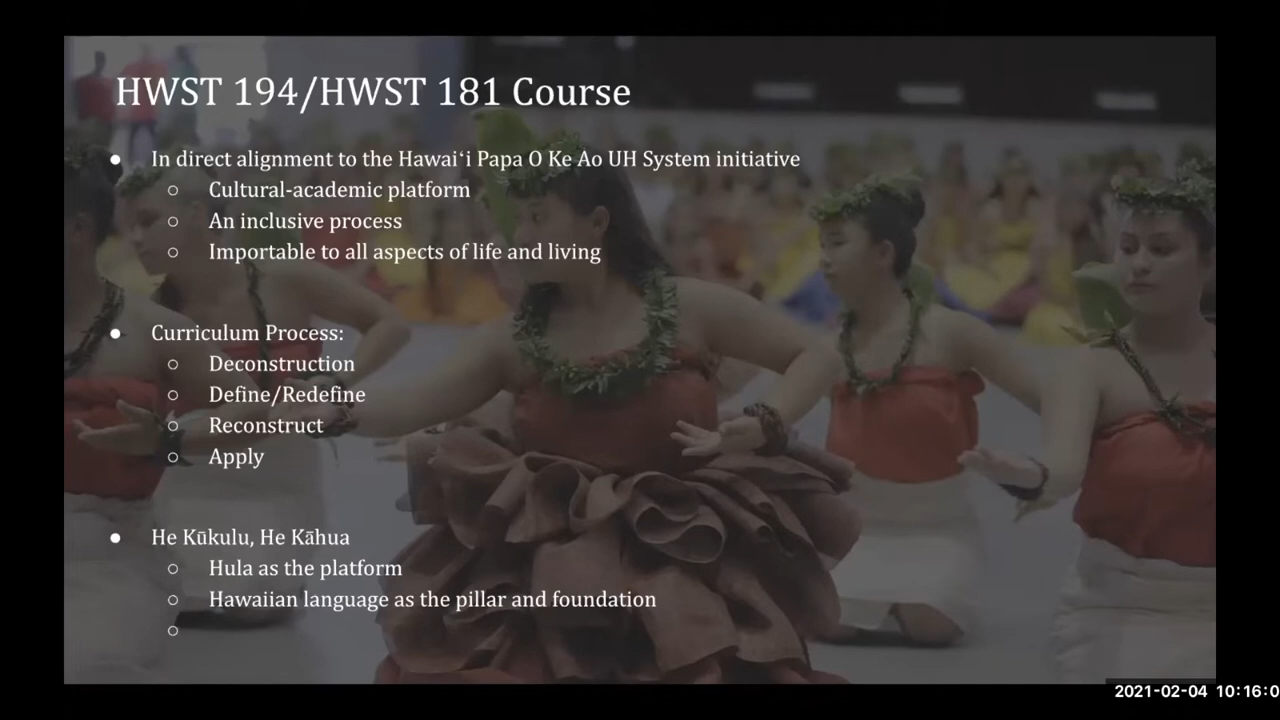 HWST 194/HWST 181 Course
● In direct alignment to the Hawaiʻi Papa O Ke Ao UH System initiative
○ Cultural-academic platform
○ An inclusive process
○ Importable to all aspects of life and living
● Curriculum Process:
○ Deconstruction
○ Define/Redefine
○ Reconstruct
○ Apply
● He Kūkulu, He Kāhua
○ Hula as the platform
○ Hawaiian language as the pillar and foundation
○
2021-02-04 10:16:0